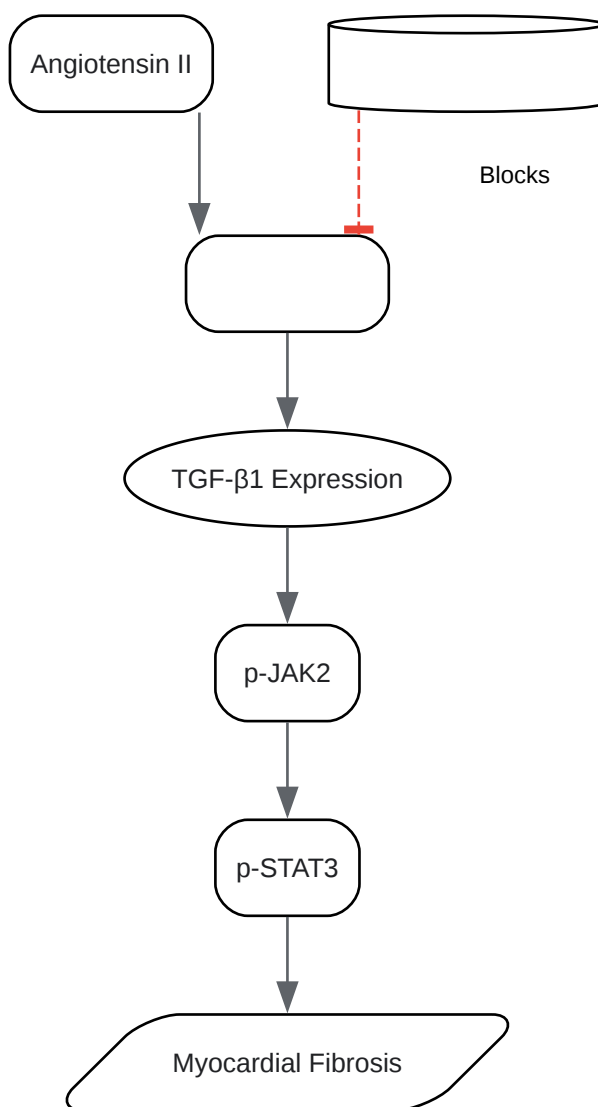 Angiotensin II
Blocks
TGF-β1 Expression
p-JAK2
p-STAT3
Myocardial Fibrosis